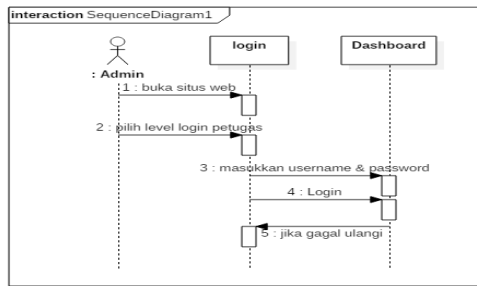 interaction SequenceDiagram1
login
Dashboard
: Admin
1 : buka situs web
2 : pilih level login petugas
3 : masukkan username & password
4 : Login
5 : jika gagal ulangi